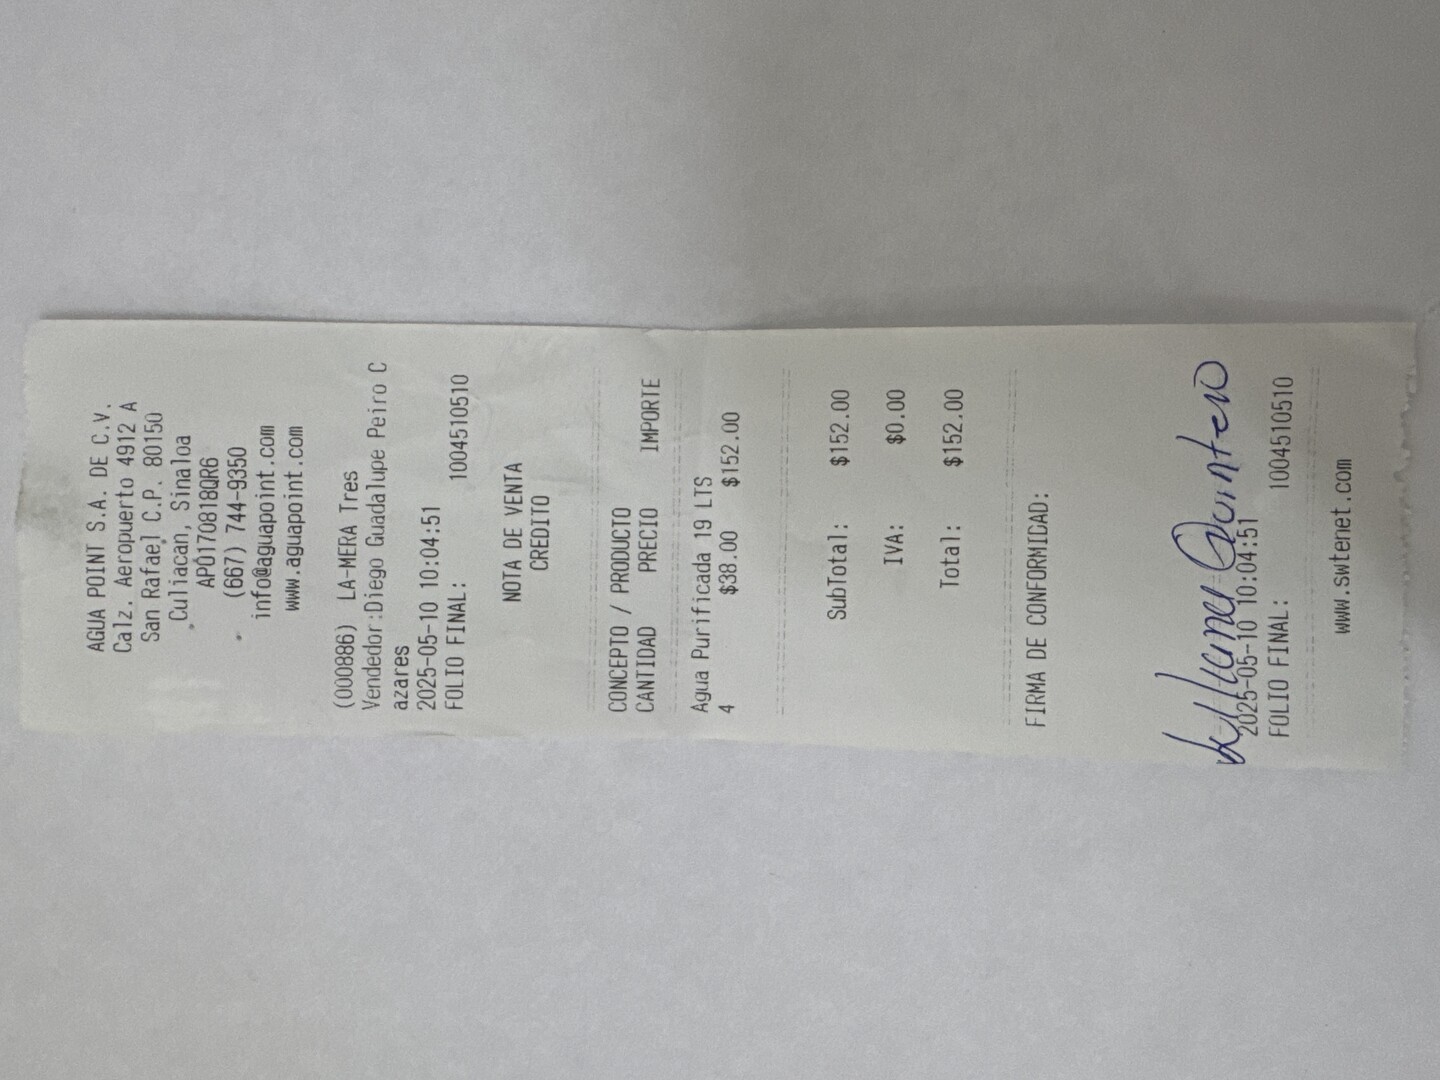 AGUA POINT S.A. DE C.V.
Calz. Aeropuerto 4912 A
San Rafael C.P. 80150
Culiacan, Sinaloa
APO170818QR6
(667) 744-9350
info@aguapoint.com
www.aguapoint.com
(000886) LA-MERA Tres
Vendedor:Diego Guadalupe Peiro C
azares
2025-05-10 10:04:51
FOLIO FINAL: 1004510510
NOTA DE VENTA
CREDITO
CONCEPTO / PRODUCTO
CANTIDAD PRECIO IMPORTE
Agua Purificada 19 LTS
4 $38.00 $152.00
SubTotal: $152.00
IVA: $0.00
Total: $152.00
FIRMA DE CONFORMIDAD:
Quintero
2025-05-10 10:04:51
FOLIO FINAL: 1004510510
www.swtenet.com